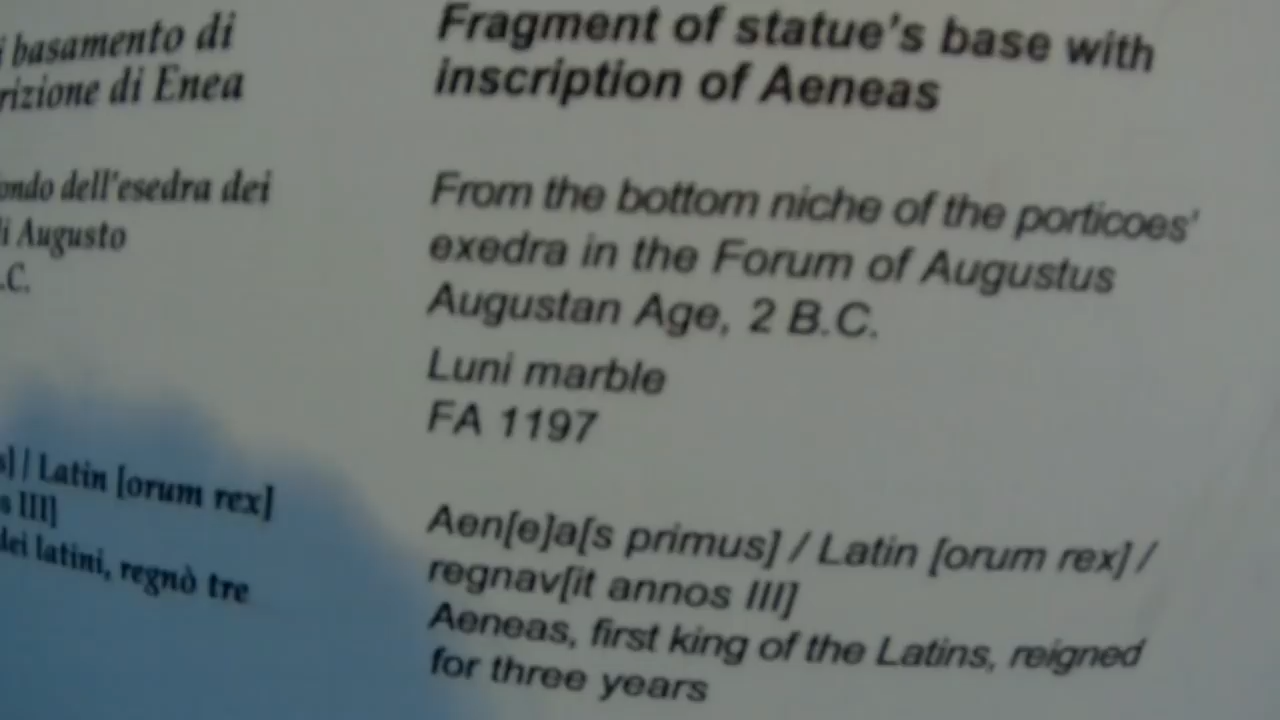 basamento di
rizione di Enea
ondo dell'esedra dei
di Augusto
.C.
s] / Latin [orum rex]
s III]
dei latini, regnò tre
Fragment of statue's base with
inscription of Aeneas
From the bottom niche of the porticoes'
exedra in the Forum of Augustus
Augustan Age, 2 B.C.
Luni marble
FA 1197
Aen[e]a[s primus] / Latin [orum rex] /
regnav[it annos III]
Aeneas, first king of the Latins, reigned
for three years